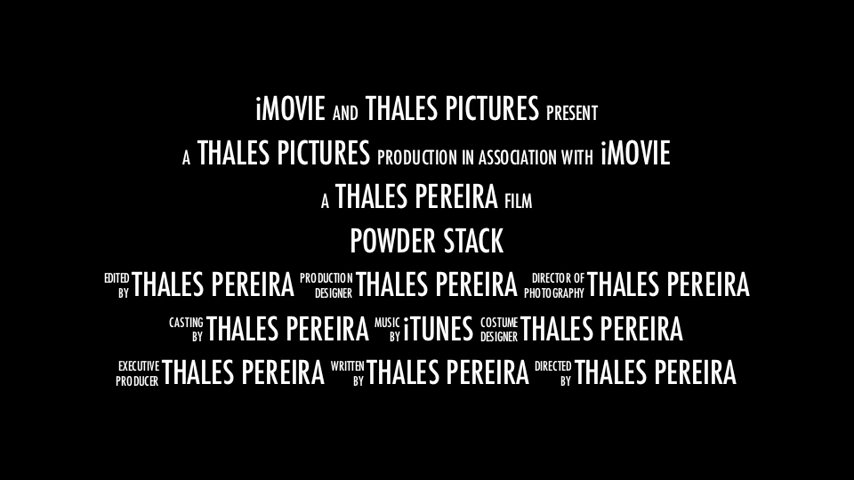 iMOVIE AND THALES PICTURES PRESENT
A THALES PICTURES PRODUCTION IN ASSOCIATION WITH iMOVIE
A THALES PEREIRA FILM
POWDER STACK
EDITED BY THALES PEREIRA PRODUCTION DESIGNER THALES PEREIRA DIRECTOR OF PHOTOGRAPHY THALES PEREIRA
CASTING BY THALES PEREIRA MUSIC BY iTUNES COSTUME DESIGNER THALES PEREIRA
EXECUTIVE PRODUCER THALES PEREIRA WRITTEN BY THALES PEREIRA DIRECTED BY THALES PEREIRA